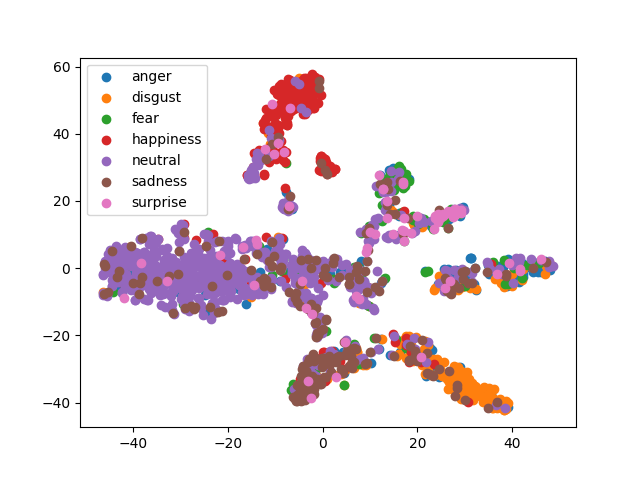 60
40
20
0
−20
−40
anger
disgust
fear
happiness
neutral
sadness
surprise
−40 −20 0 20 40